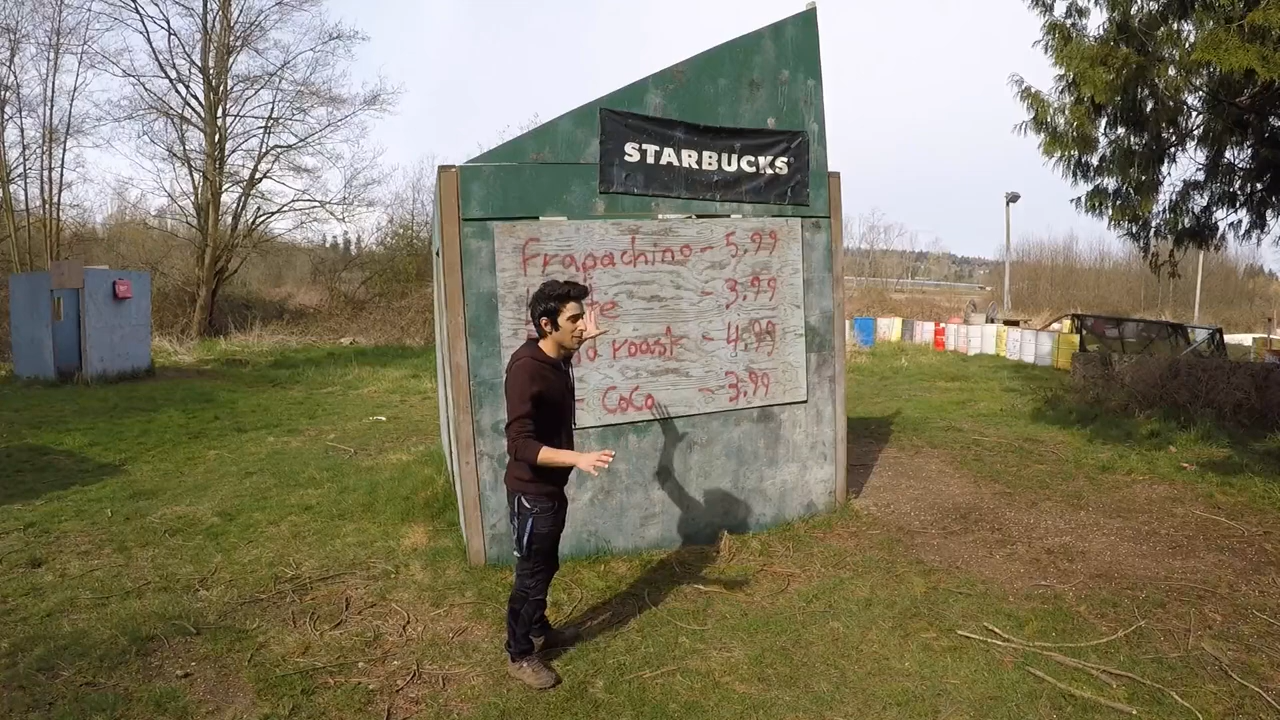 STARBUCKS
Frapachino - 5.99
- 3.99
roast - 4.99
- CoCo - 3.99